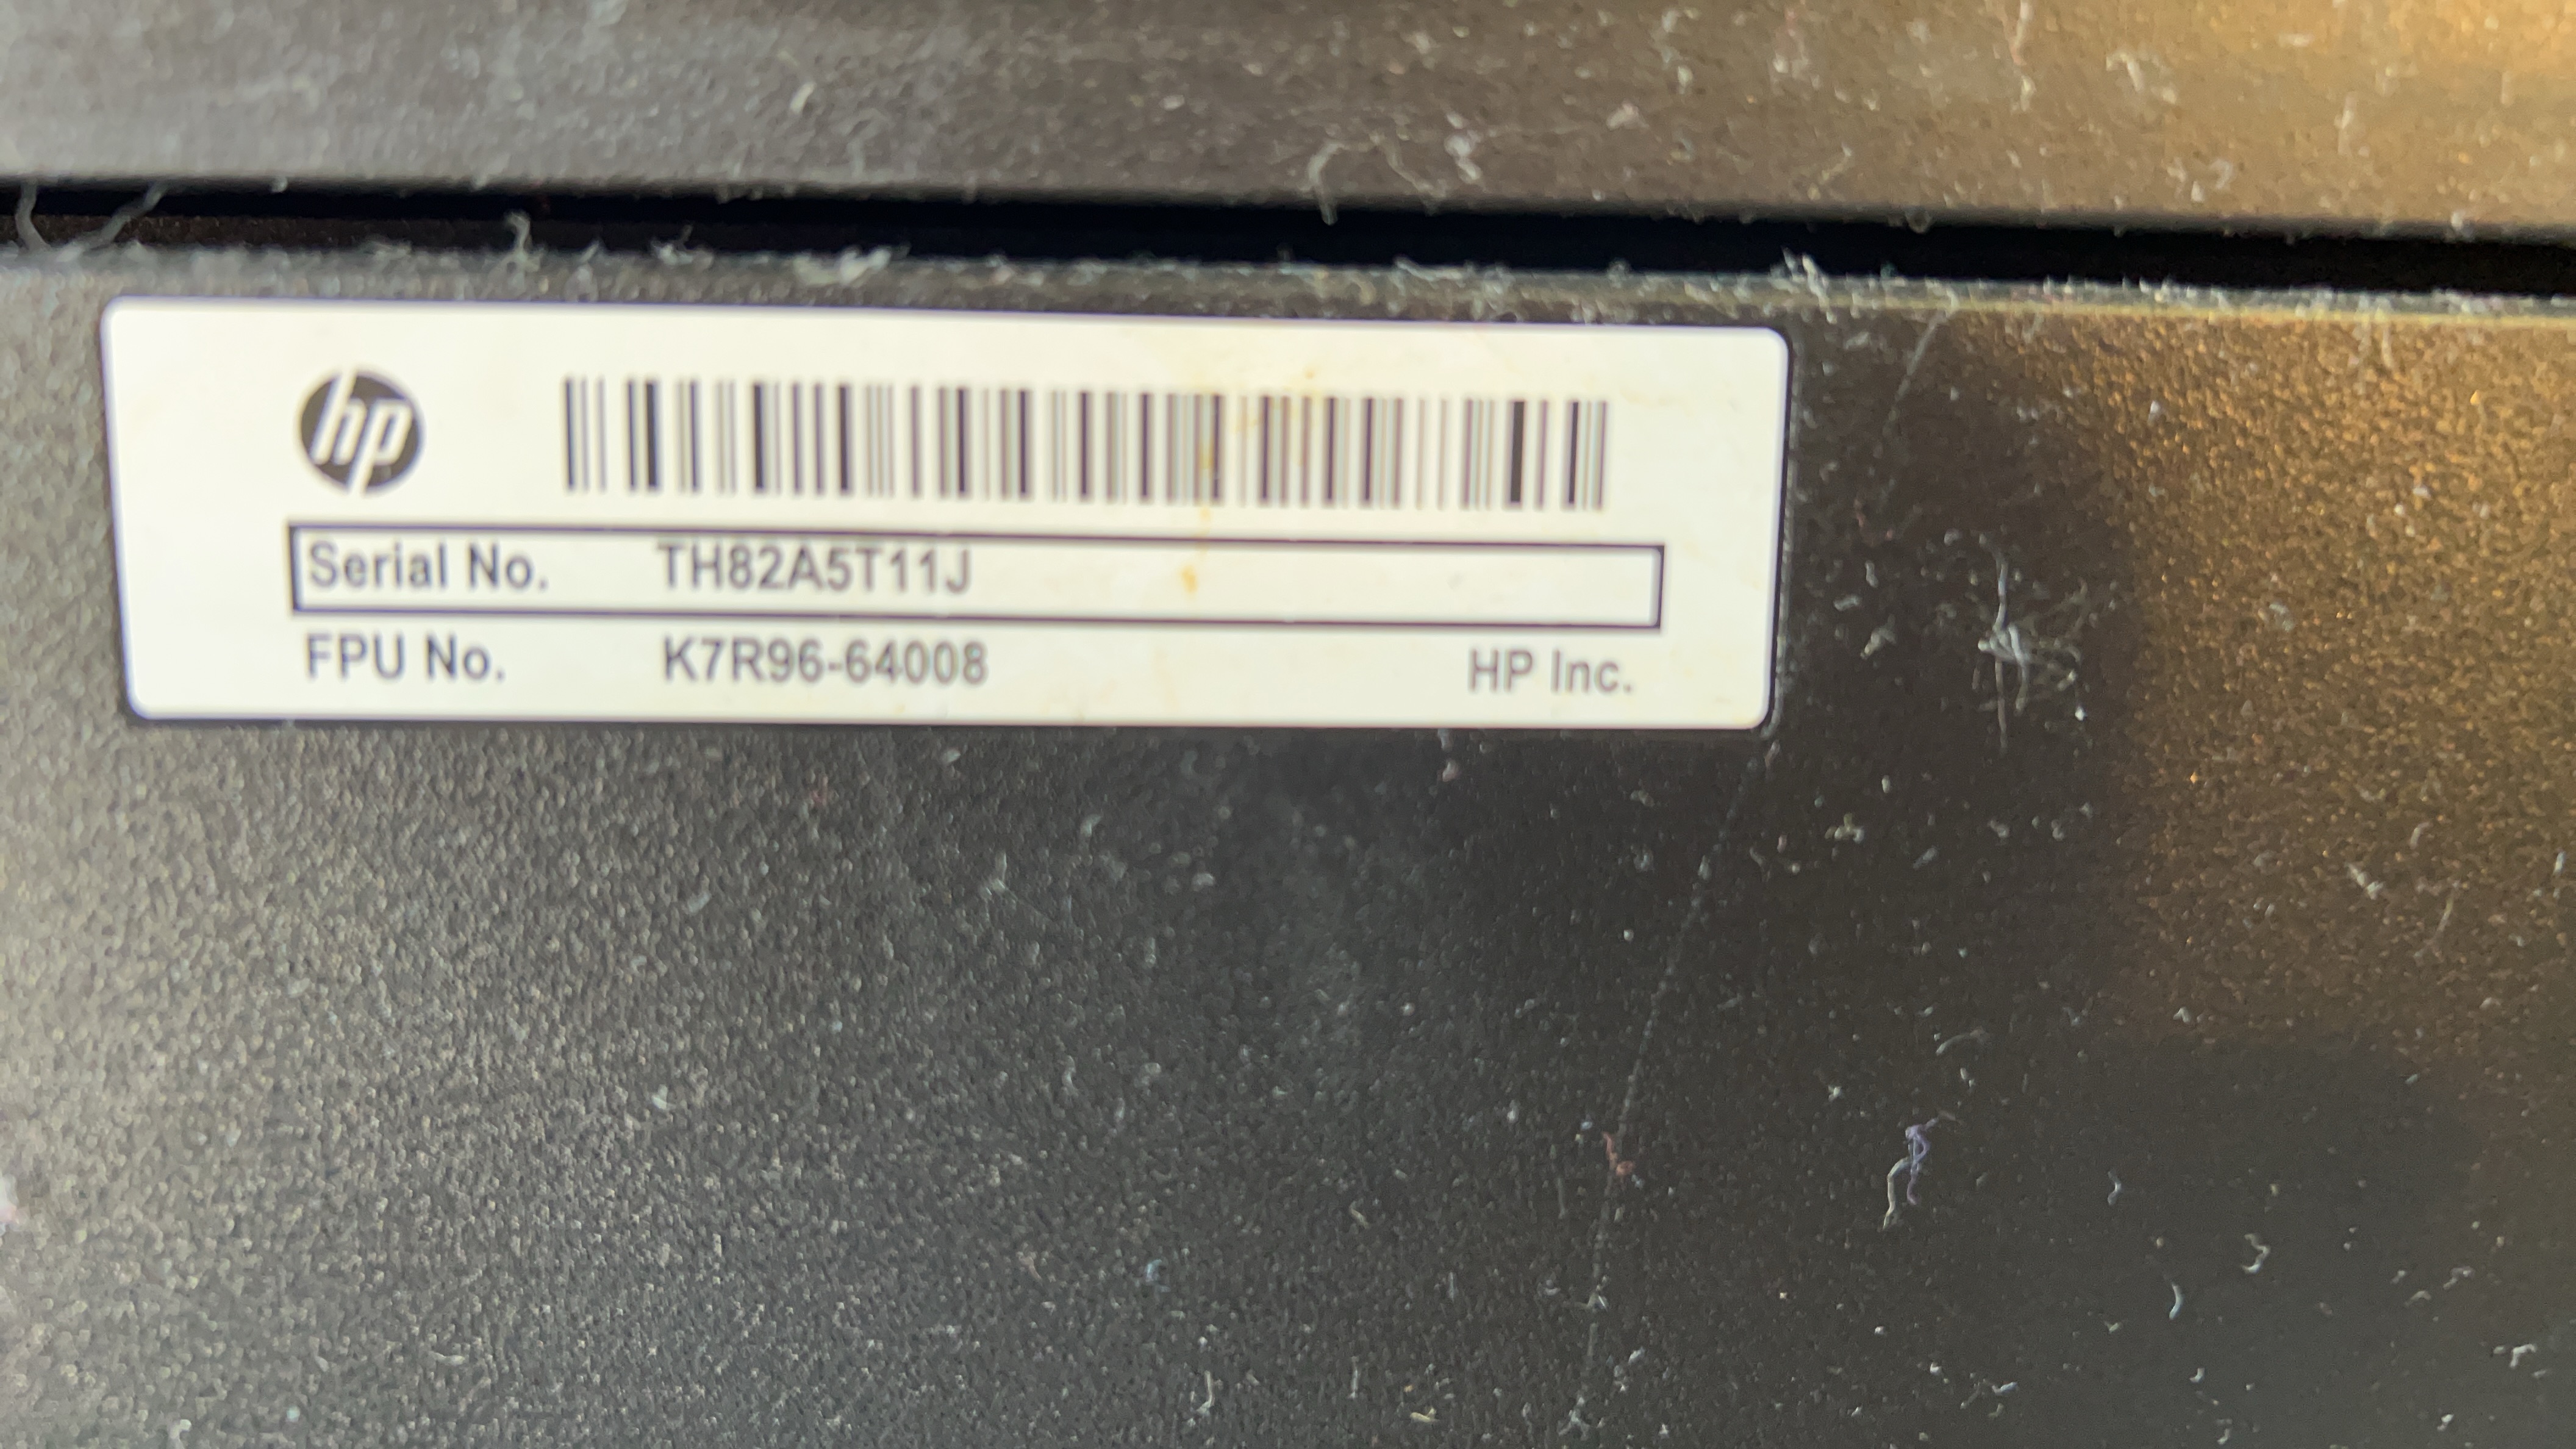 hp
Serial No. TH82A5T11J
FPU No. K7R96-64008 HP Inc.